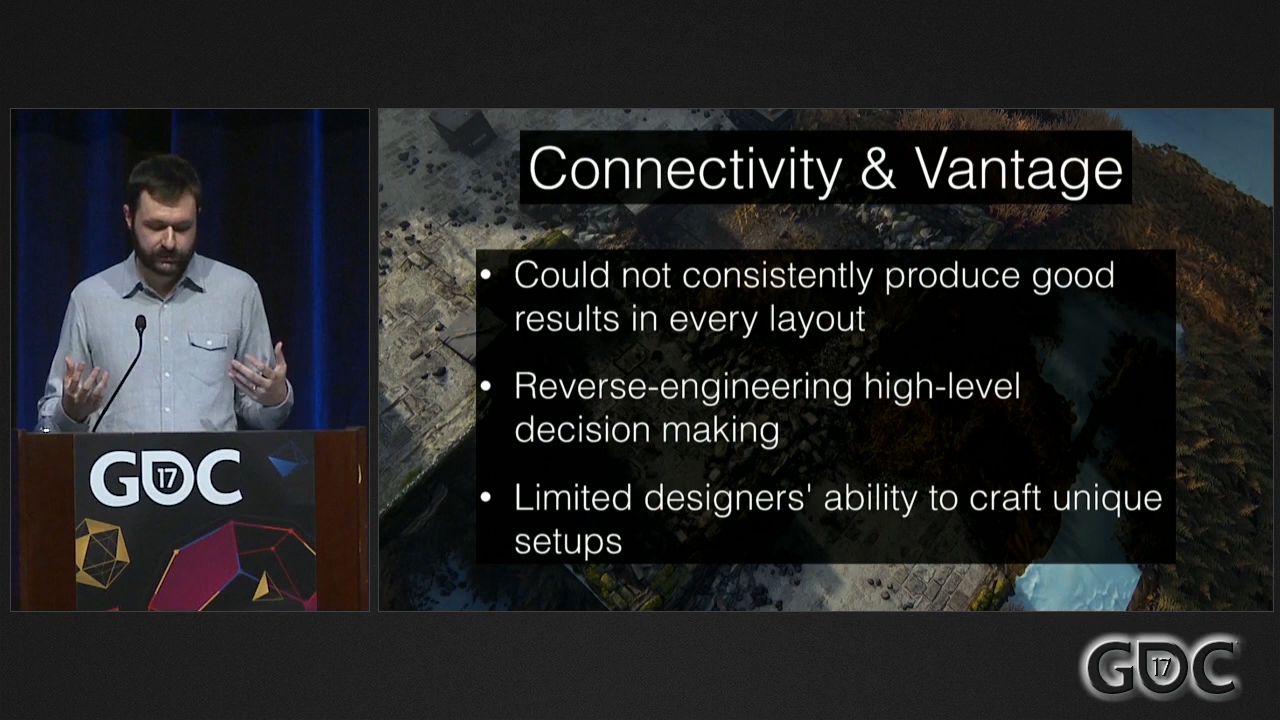 Connectivity & Vantage
• Could not consistently produce good
results in every layout
• Reverse-engineering high-level
decision making
• Limited designers' ability to craft unique
setups
GDC
17
GDC
17